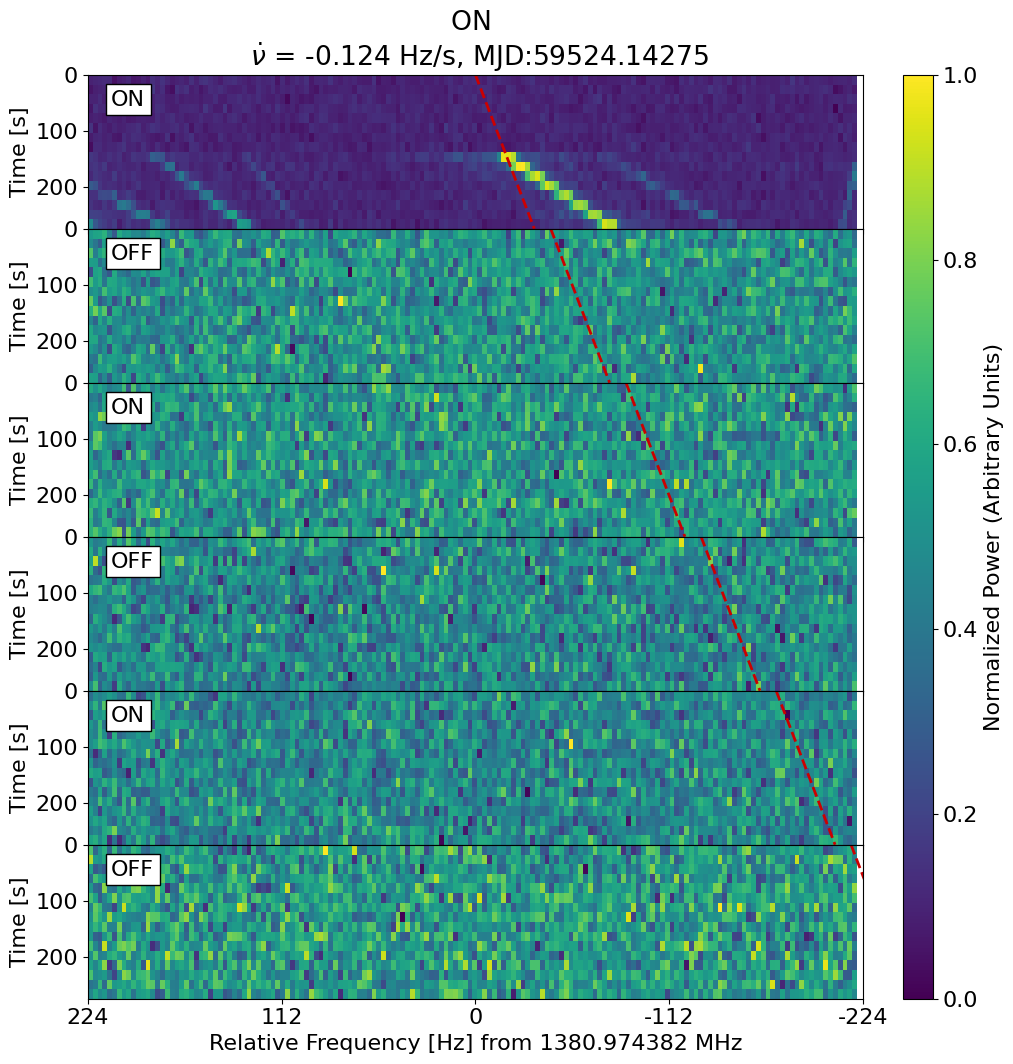 ON
ν̇ = -0.124 Hz/s, MJD:59524.14275
0
100
200
Time [s]
ON
0
100
200
Time [s]
OFF
0
100
200
Time [s]
ON
0
100
200
Time [s]
OFF
0
100
200
Time [s]
ON
0
100
200
Time [s]
OFF
224 112 0 -112 -224
Relative Frequency [Hz] from 1380.974382 MHz
1.0
0.8
0.6
0.4
0.2
0.0
Normalized Power (Arbitrary Units)